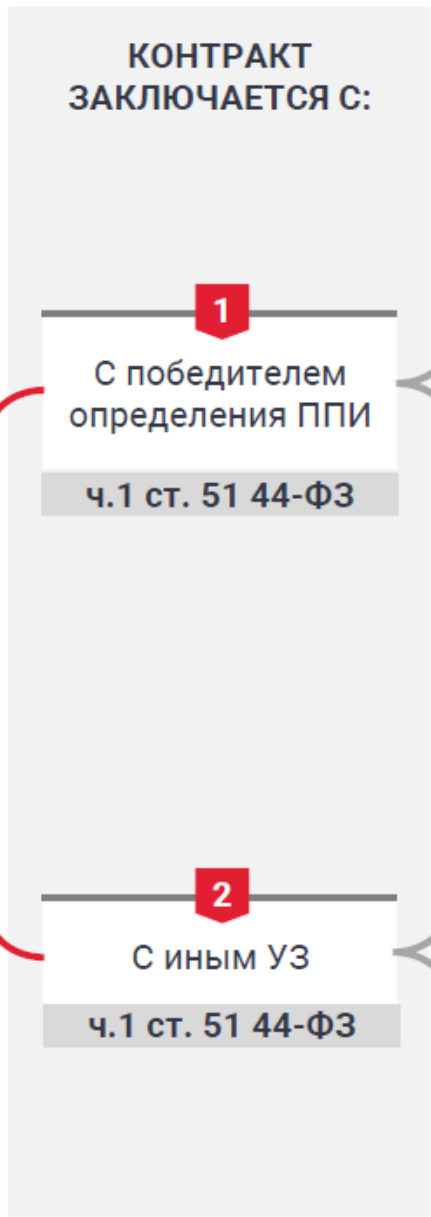 КОНТРАКТ
ЗАКЛЮЧАЕТСЯ С:
1
С победителем
определения ППИ
ч.1 ст. 51 44-ФЗ
2
С иным УЗ
ч.1 ст. 51 44-ФЗ